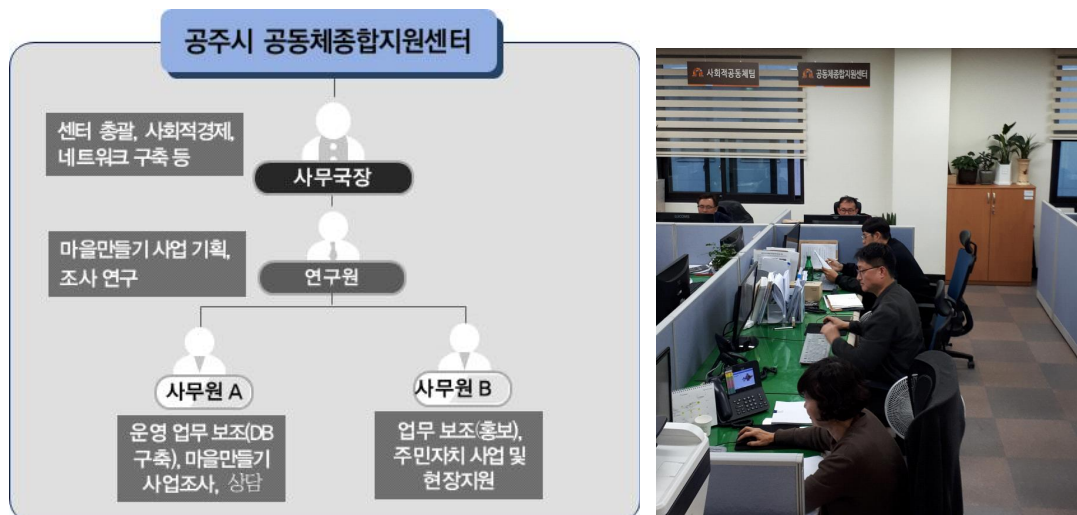 공주시 공동체종합지원센터
센터 총괄, 사회적경제,
네트워크 구축 등
사무국장
마을만들기 사업 기획,
조사 연구
연구원
사무원 A
사무원 B
운영 업무 보조(DB
구축), 마을만들기
사업조사, 상담
업무 보조(홍보),
주민자치 사업 및
현장지원
사회적공동체팀
공동체종합지원센터